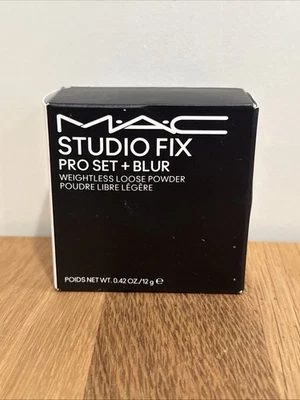 M·A·C
STUDIO FIX
PRO SET + BLUR
WEIGHTLESS LOOSE POWDER
POUDRE LIBRE LÉGÈRE
POIDS NET WT. 0.42 OZ./12 g ℮